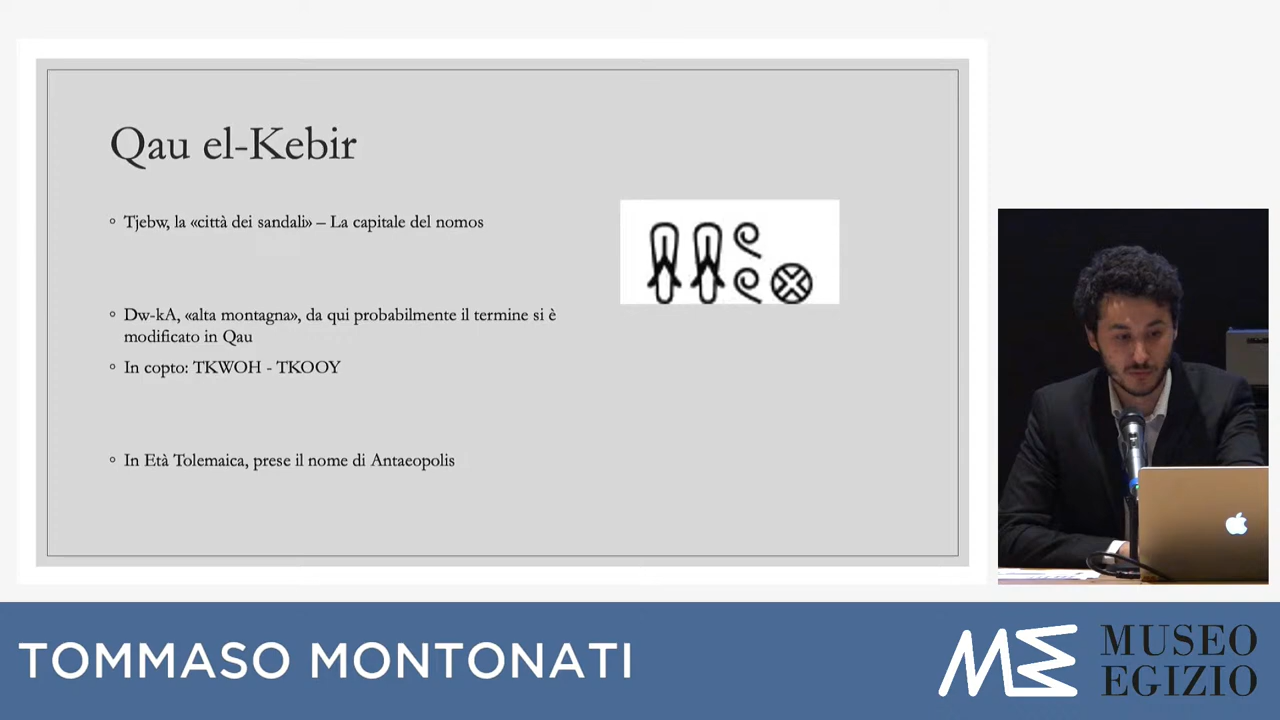 Qau el-Kebir
◦ Tjebw, la «città dei sandali» – La capitale del nomos
◦ Dw-kA, «alta montagna», da qui probabilmente il termine si è
modificato in Qau
◦ In copto: TKWOH - TKOOY
◦ In Età Tolemaica, prese il nome di Antaeopolis
TOMMASO MONTONATI
ME MUSEO
EGIZIO